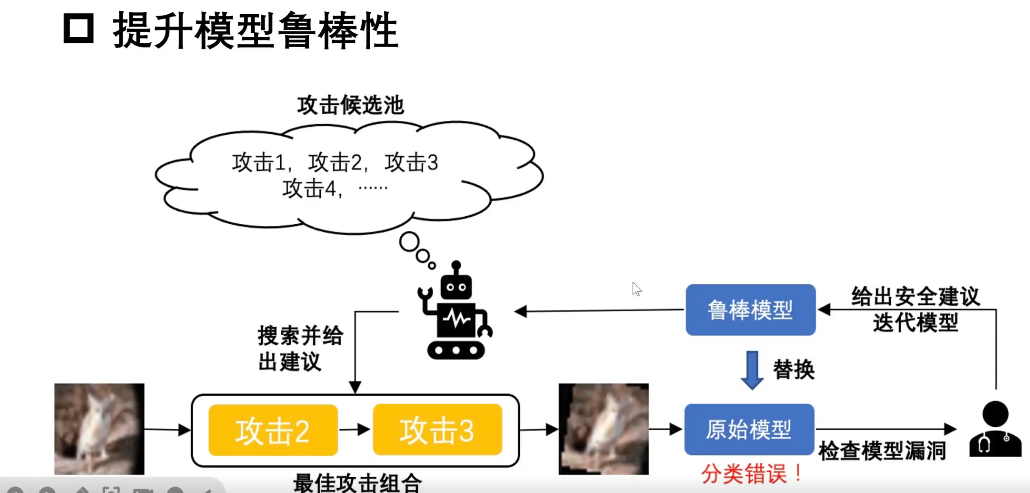 提升模型鲁棒性
攻击候选池
攻击1，攻击2，攻击3
攻击4，……
搜索并给
出建议
鲁棒模型
给出安全建议
迭代模型
替换
攻击2
攻击3
原始模型
检查模型漏洞
分类错误！
最佳攻击组合